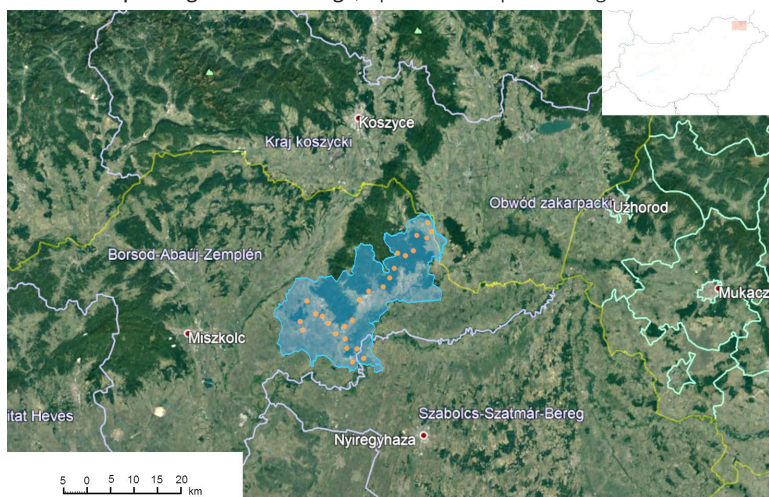 Koszyce
Kraj koszycki
Obwód zakarpacki
Użhorod
Borsod-Abaúj-Zemplén
Mukacz
Miszkolc
itat Heves
Szabolcs-Szatmár-Bereg
Nyiregyhaza
5 0 5 10 15 20
km